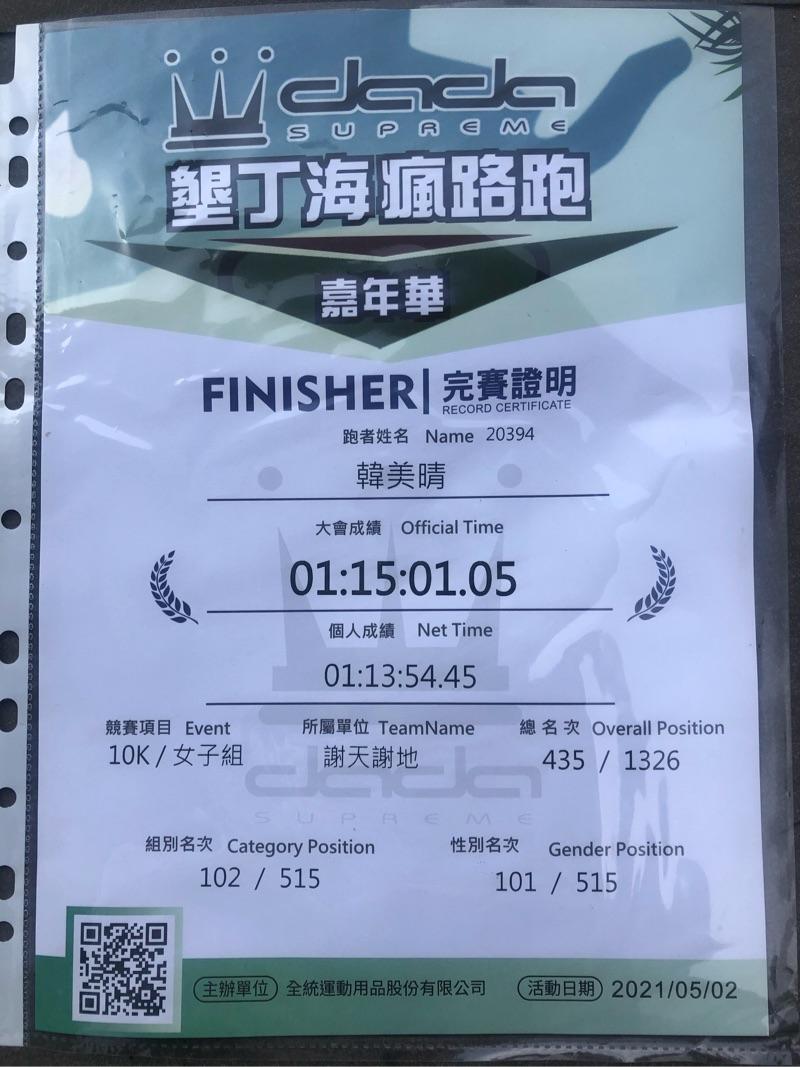 dada
SUPREME
墾丁海瘋路跑
嘉年華
FINISHER 完賽證明
RECORD CERTIFICATE
跑者姓名 Name 20394
韓美晴
大會成績 Official Time
01:15:01.05
個人成績 Net Time
01:13:54.45
競賽項目 Event 所屬單位 TeamName 總名次 Overall Position
10K / 女子組 謝天謝地 435 / 1326
dada
SUPREME
組別名次 Category Position 性別名次 Gender Position
102 / 515 101 / 515
主辦單位 全統運動用品股份有限公司 活動日期 2021/05/02